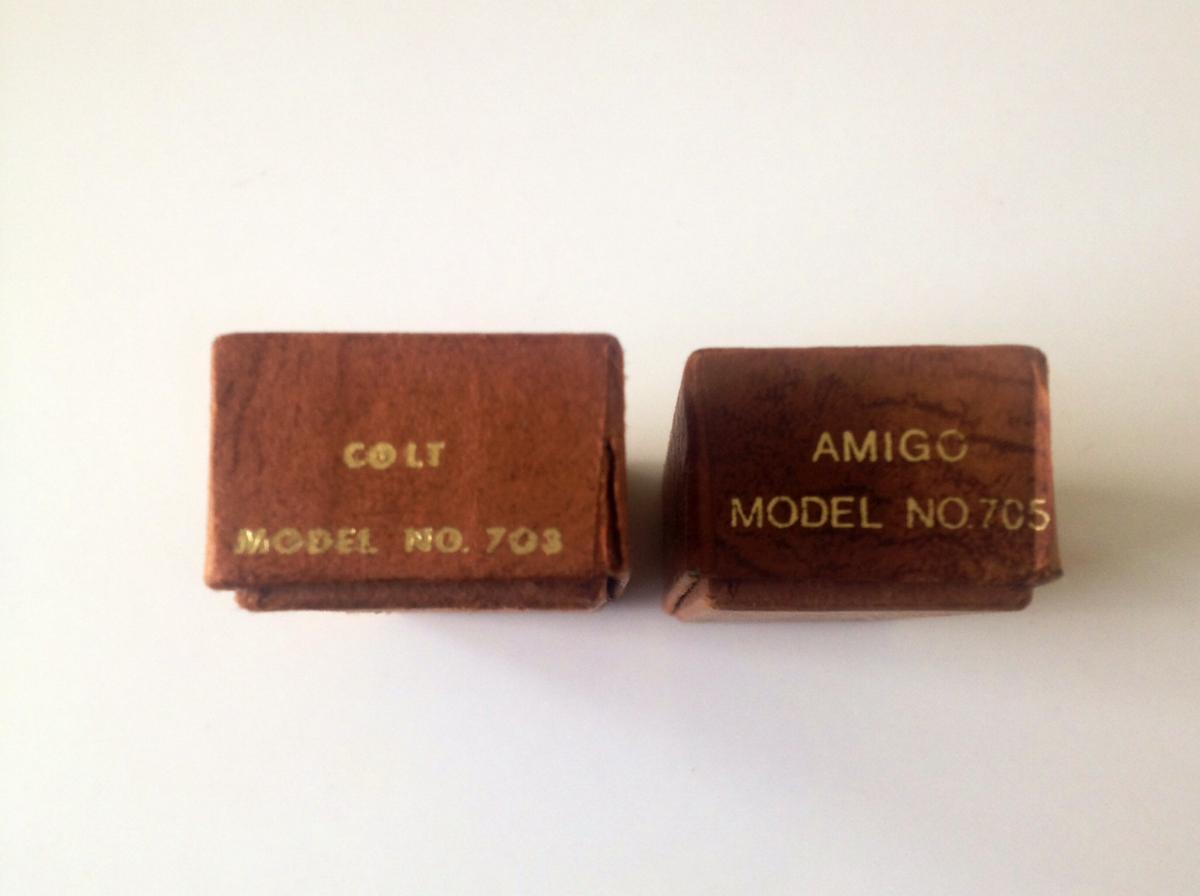 COLT
MODEL NO. 703
AMIGO
MODEL NO.705